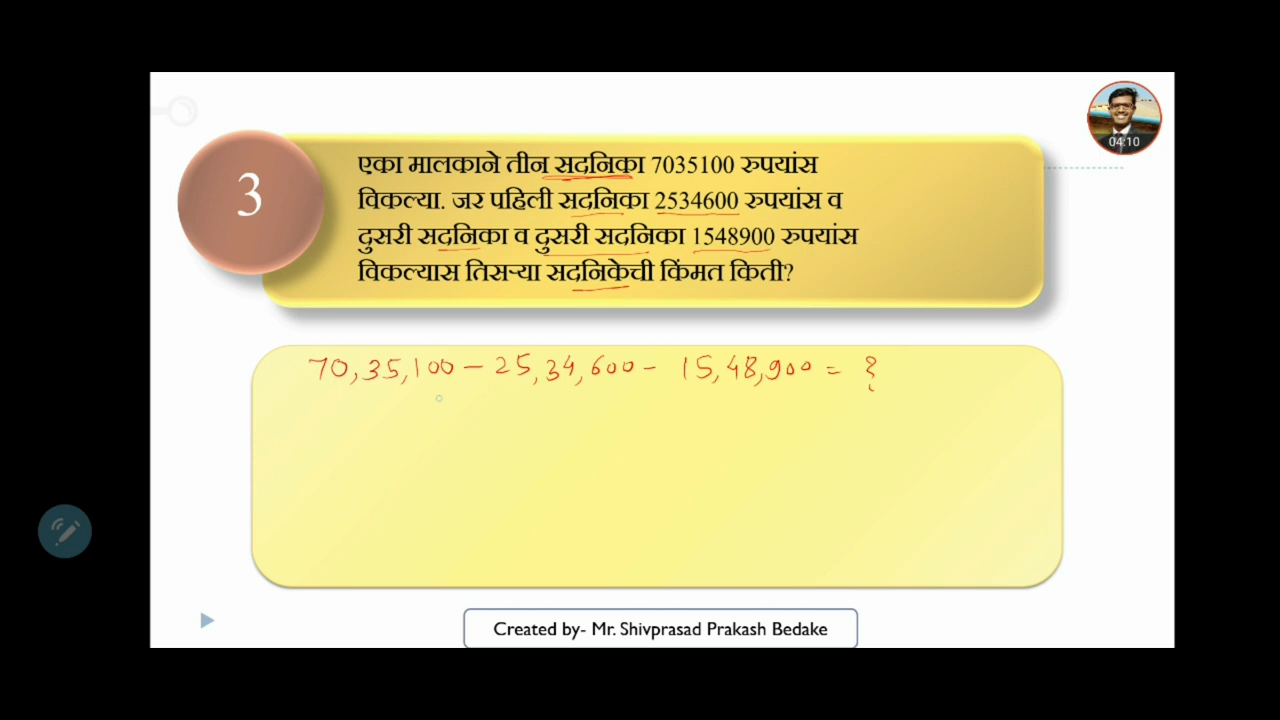 04:10
3
एका मालकाने तीन सदनिका 7035100 रुपयांस
विकल्या. जर पहिली सदनिका 2534600 रुपयांस व
दुसरी सदनिका व दुसरी सदनिका 1548900 रुपयांस
विकल्यास तिसऱ्या सदनिकेची किंमत किती?
70,35,100 – 25,34,600 – 15,48,900 = ?
Created by- Mr. Shivprasad Prakash Bedake